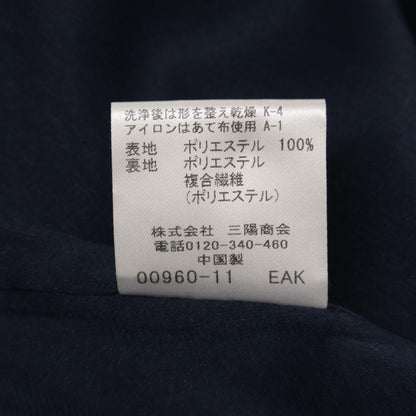 洗浄後は形を整え乾燥 K-4
アイロンはあて布使用 A-1
表地 ポリエステル 100%
裏地 ポリエステル
複合繊維
(ポリエステル)
株式会社 三陽商会
電話0120-340-460
中国製
00960-11 EAK